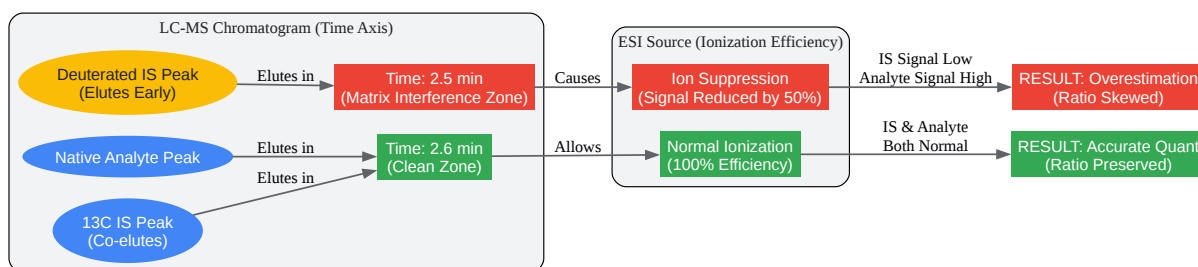 LC-MS Chromatogram (Time Axis)
Deuterated IS Peak
(Elutes Early)
Elutes in
Time: 2.5 min
(Matrix Interference Zone)
Causes
ESI Source (Ionization Efficiency)
Ion Suppression
(Signal Reduced by 50%)
IS Signal Low
Analyte Signal High
RESULT: Overestimation
(Ratio Skewed)
Native Analyte Peak
Elutes in
Time: 2.6 min
(Clean Zone)
Allows
Normal Ionization
(100% Efficiency)
IS & Analyte
Both Normal
RESULT: Accurate Quant
(Ratio Preserved)
Elutes in
13C IS Peak
(Co-elutes)